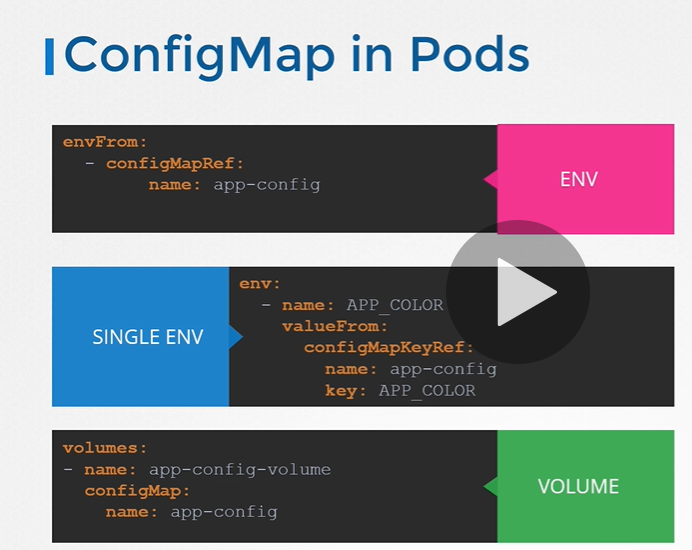 ConfigMap in Pods
envFrom:
  - configMapRef:
        name: app-config
ENV
SINGLE ENV
env:
  - name: APP_COLOR
    valueFrom:
      configMapKeyRef:
        name: app-config
        key: APP_COLOR
volumes:
- name: app-config-volume
  configMap:
    name: app-config
VOLUME